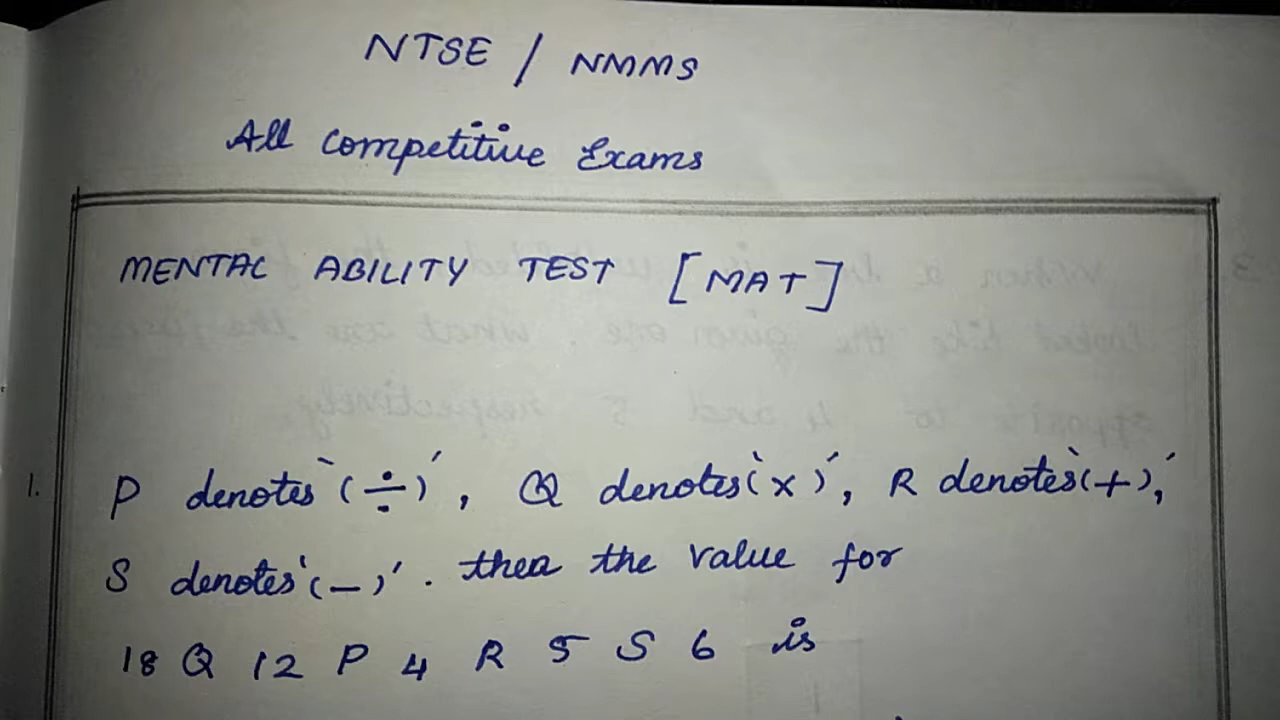 NTSE / NMMS
All Competitive Exams
MENTAL ABILITY TEST [MAT]
1. P denotes `(÷)', Q denotes`(x)', R denotes`(+)',
S denotes'(-)'. then the value for
18 Q 12 P 4 R 5 S 6 is